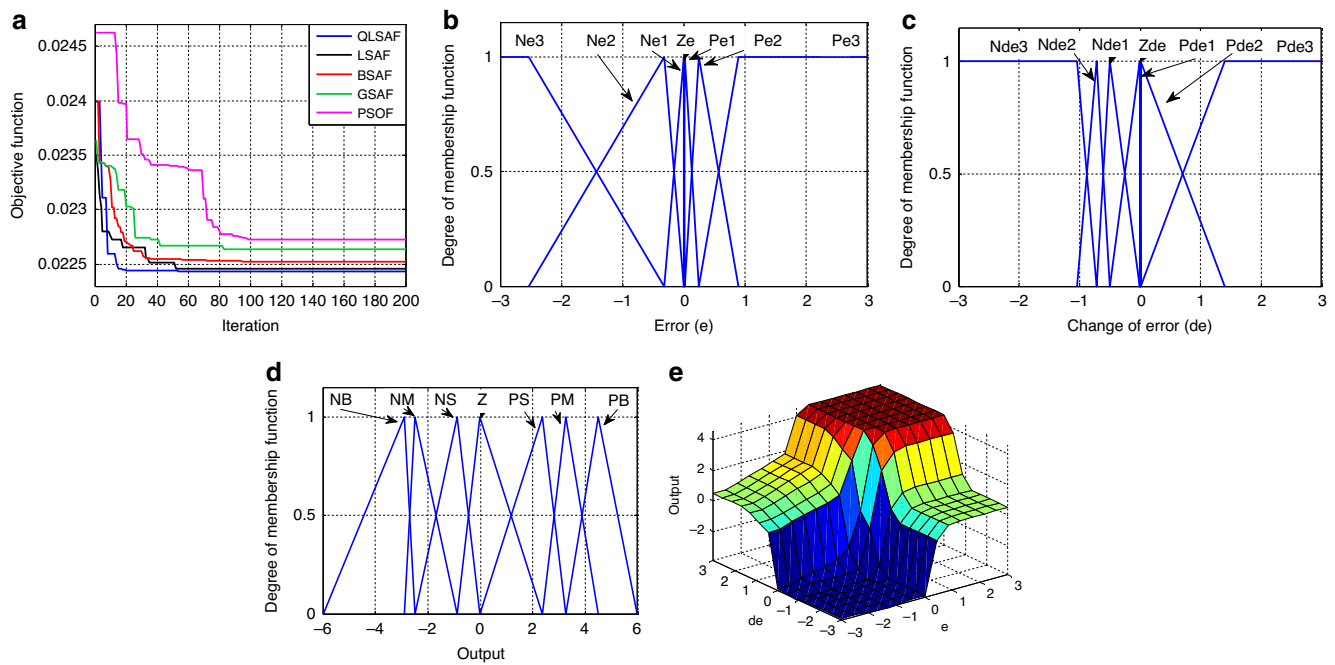 a
0.0245
0.024
0.0235
0.023
0.0225
Objective function
QLSAF
LSAF
BSAF
GSAF
PSOF
0 20 40 60 80 100 120 140 160 180 200
Iteration
b
Ne3 Ne2 Ne1 Ze Pe1 Pe2 Pe3
1
0.5
0
Degree of membership function
−3 −2 −1 0 1 2 3
Error (e)
c
Nde3 Nde2 Nde1 Zde Pde1 Pde2 Pde3
1
0.5
0
Degree of membership function
−3 −2 −1 0 1 2 3
Change of error (de)
d
NB NM NS Z PS PM PB
1
0.5
0
Degree of membership function
−6 −4 −2 0 2 4 6
Output
e
4
2
0
−2
Output
3 2 1 0 −1 −2 −3
de
−3 −2 −1 0 1 2 3
e